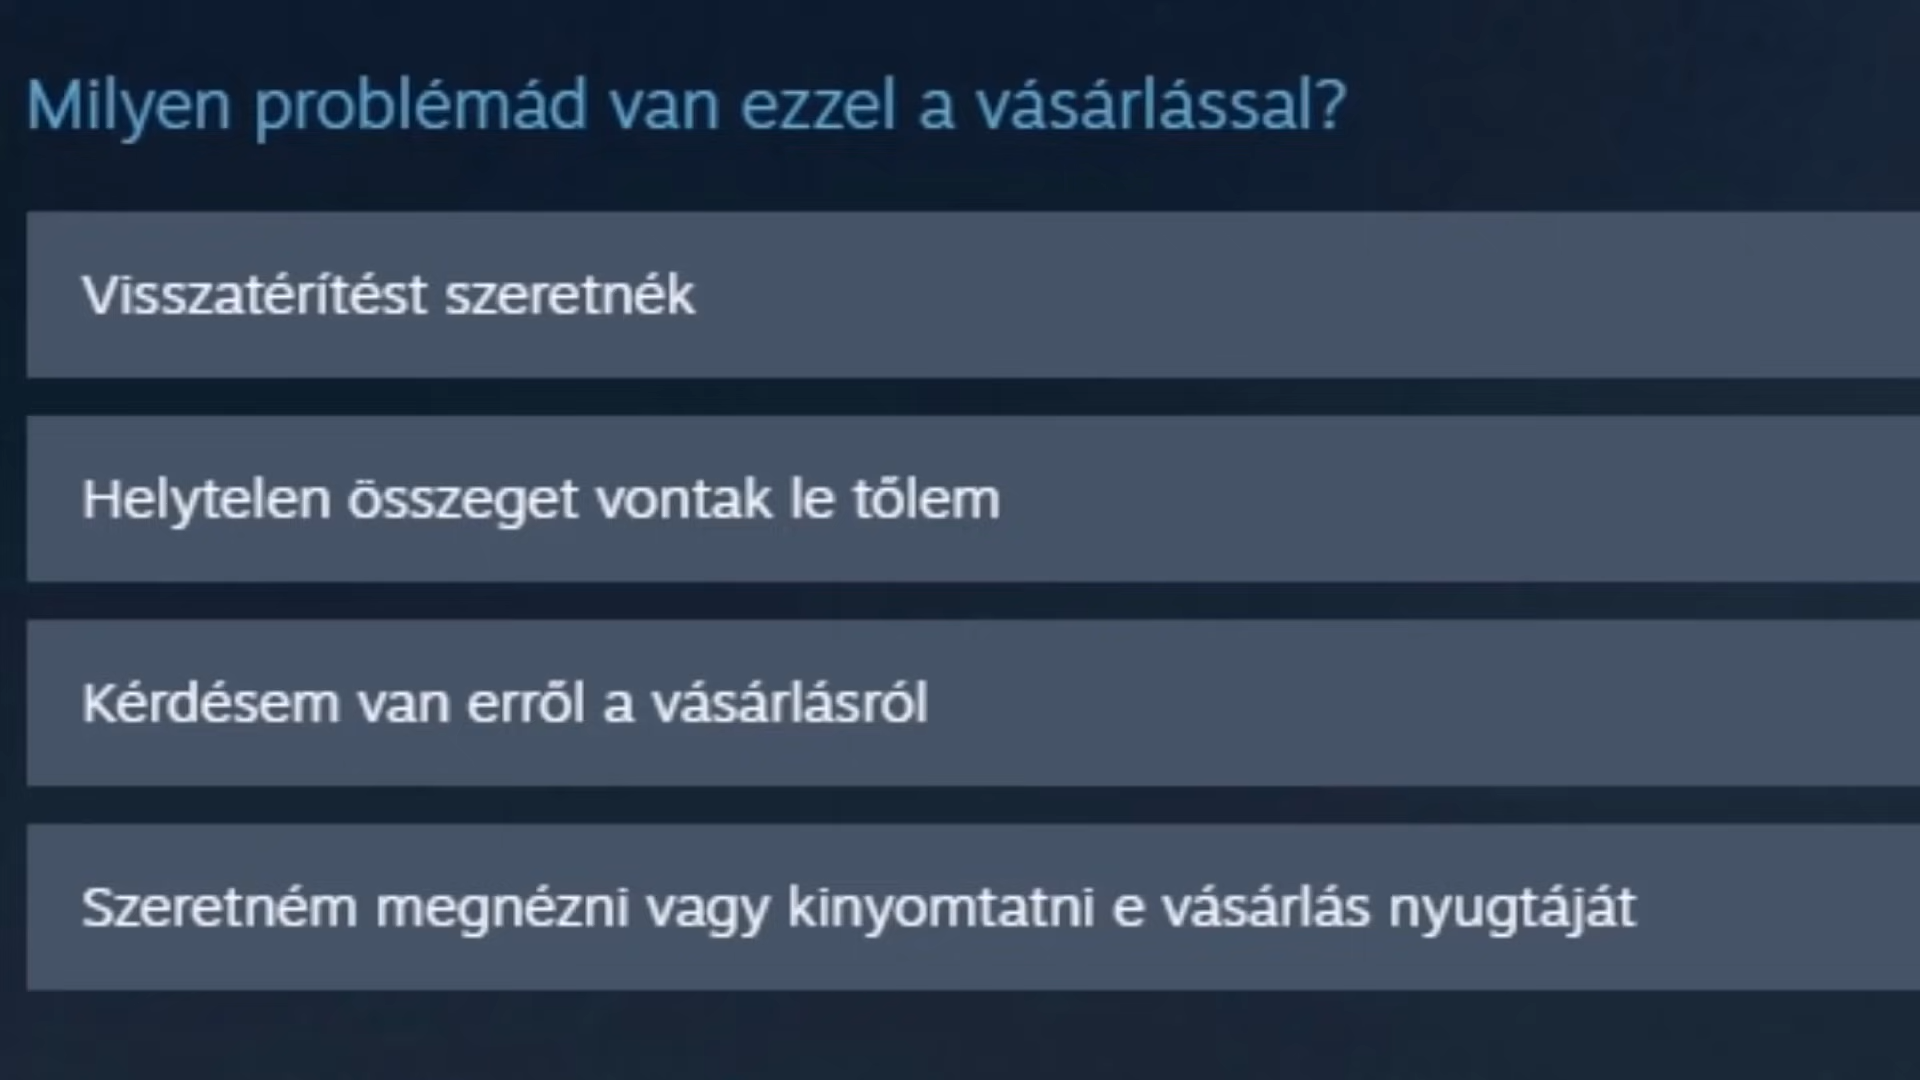 Milyen problémád van ezzel a vásárlással?
Visszatérítést szeretnék
Helytelen összeget vontak le tőlem
Kérdésem van erről a vásárlásról
Szeretném megnézni vagy kinyomtatni e vásárlás nyugtáját